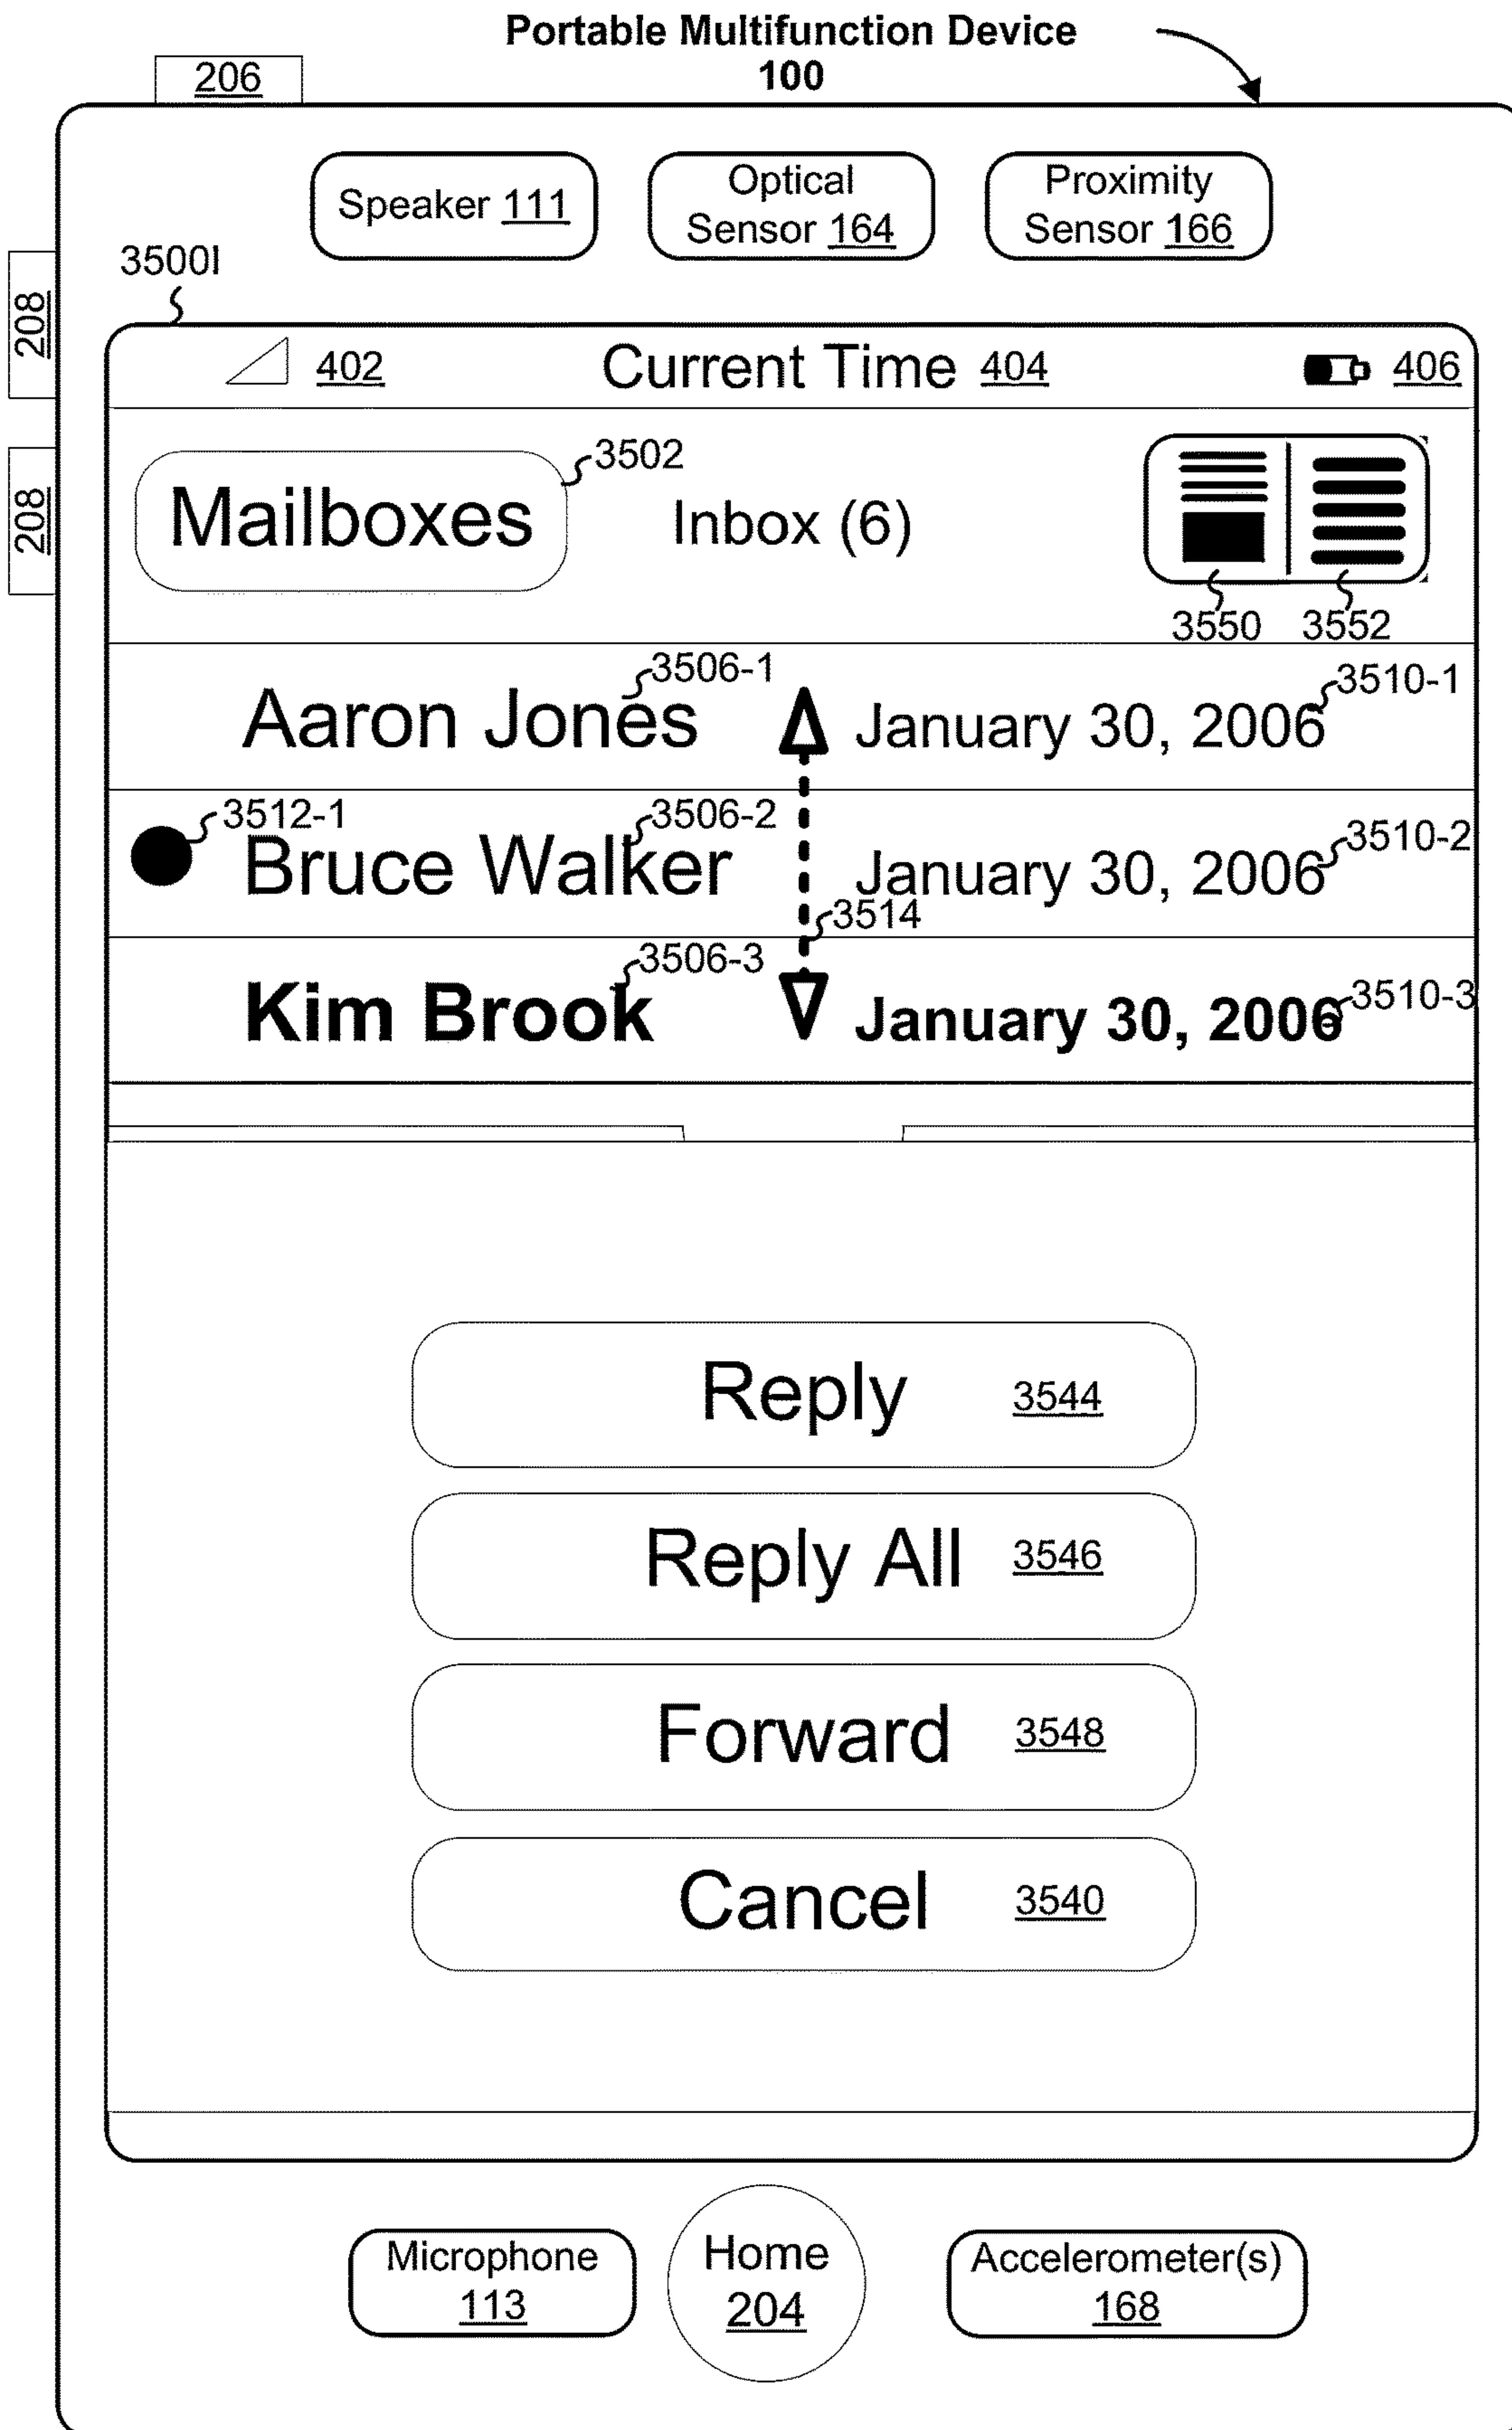 Portable Multifunction Device
100
206
Speaker 111
Optical
Sensor 164
Proximity
Sensor 166
208
208
3500I
402
Current Time 404
406
Mailboxes
3502
Inbox (6)
3550
3552
Aaron Jones
3506-1
January 30, 2006
3510-1
3512-1
Bruce Walker
3506-2
January 30, 2006
3510-2
3514
Kim Brook
3506-3
January 30, 2006
3510-3
Reply 3544
Reply All 3546
Forward 3548
Cancel 3540
Microphone
113
Home
204
Accelerometer(s)
168